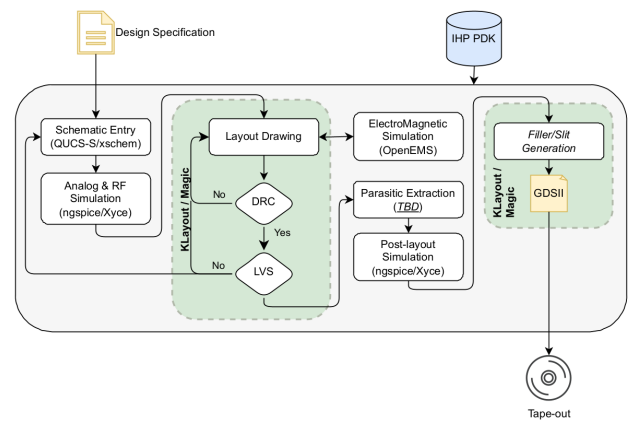 Design Specification
IHP PDK
Schematic Entry
(QUCS-S/xschem)
Analog & RF
Simulation
(ngspice/Xyce)
KLayout / Magic
Layout Drawing
No
DRC
Yes
No
LVS
ElectroMagnetic
Simulation
(OpenEMS)
Parasitic Extraction
(TBD)
Post-layout
Simulation
(ngspice/Xyce)
KLayout /
Magic
Filler/Slit
Generation
GDSII
Tape-out